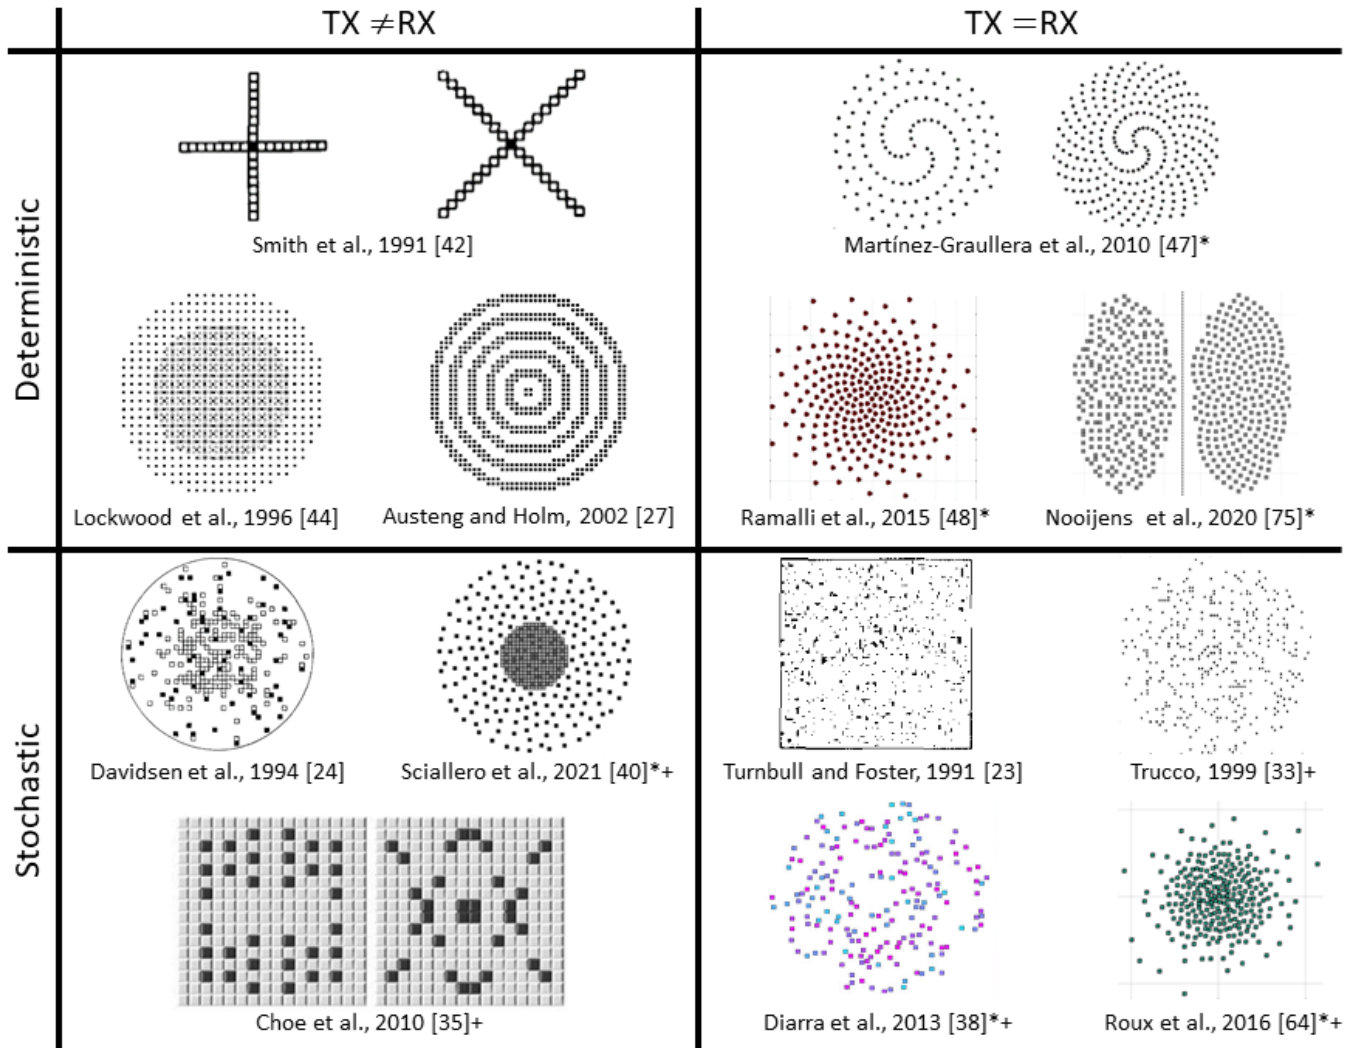 TX ≠RX
TX =RX
Deterministic
Smith et al., 1991 [42]
Martínez-Graullera et al., 2010 [47]*
Lockwood et al., 1996 [44]
Austeng and Holm, 2002 [27]
Ramalli et al., 2015 [48]*
Nooijens et al., 2020 [75]*
Stochastic
Davidsen et al., 1994 [24]
Sciallero et al., 2021 [40]*+
Turnbull and Foster, 1991 [23]
Trucco, 1999 [33]+
Choe et al., 2010 [35]+
Diarra et al., 2013 [38]*+
Roux et al., 2016 [64]*+